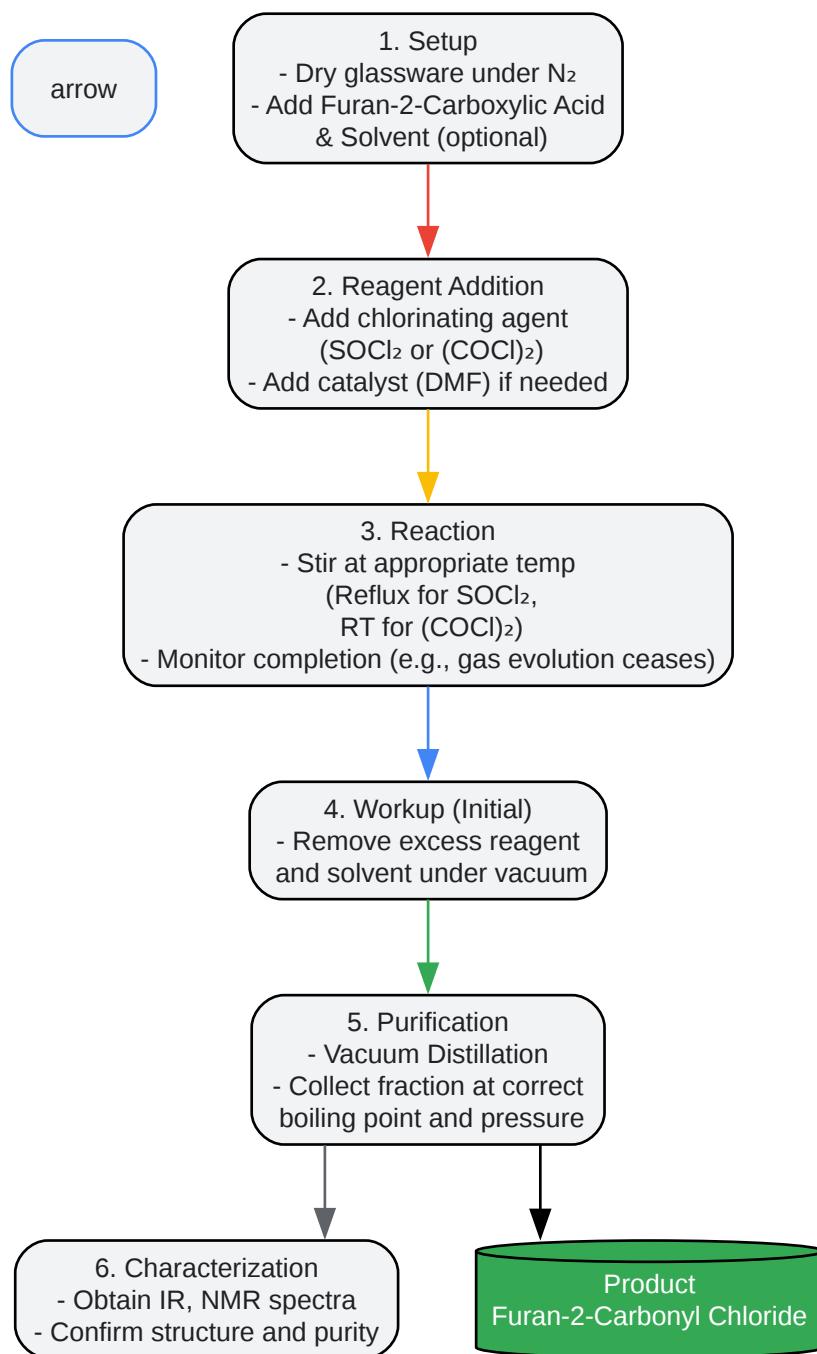 arrow
1. Setup
- Dry glassware under N₂
- Add Furan-2-Carboxylic Acid
& Solvent (optional)
2. Reagent Addition
- Add chlorinating agent
(SOCl₂ or (COCl)₂)
- Add catalyst (DMF) if needed
3. Reaction
- Stir at appropriate temp
(Reflux for SOCl₂,
RT for (COCl)₂)
- Monitor completion (e.g., gas evolution ceases)
4. Workup (Initial)
- Remove excess reagent
and solvent under vacuum
5. Purification
- Vacuum Distillation
- Collect fraction at correct
boiling point and pressure
6. Characterization
- Obtain IR, NMR spectra
- Confirm structure and purity
Product
Furan-2-Carbonyl Chloride